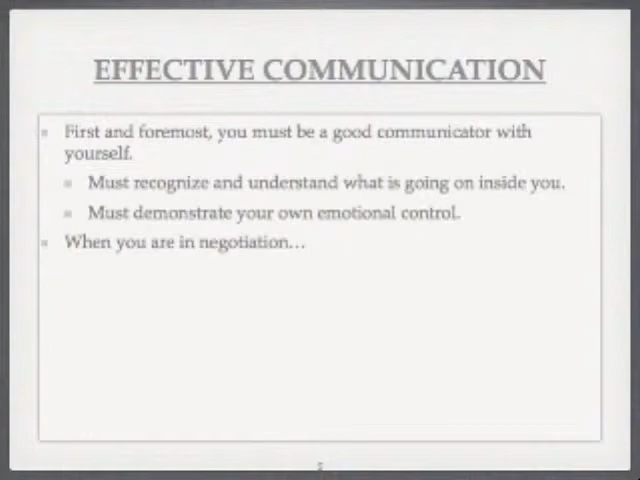 EFFECTIVE COMMUNICATION
First and foremost, you must be a good communicator with
yourself.
Must recognize and understand what is going on inside you.
Must demonstrate your own emotional control.
When you are in negotiation…